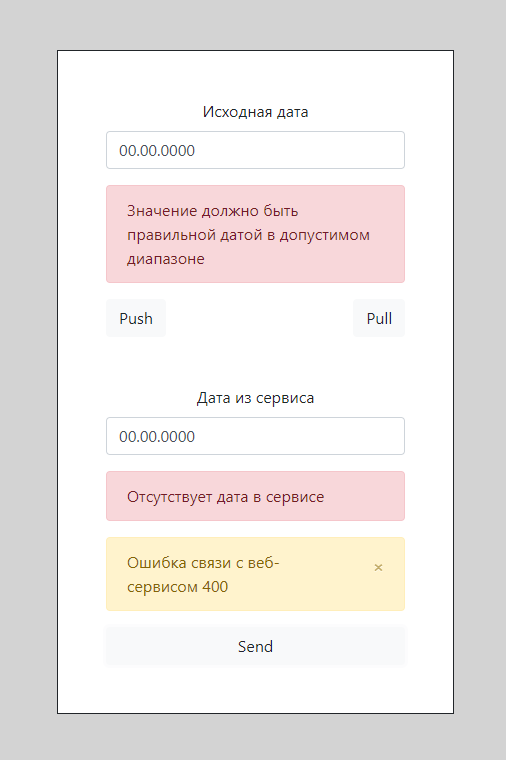 Исходная дата
00.00.0000
Значение должно быть
правильной датой в допустимом
диапазоне
Push
Pull
Дата из сервиса
00.00.0000
Отсутствует дата в сервисе
Ошибка связи с веб-
сервисом 400
×
Send